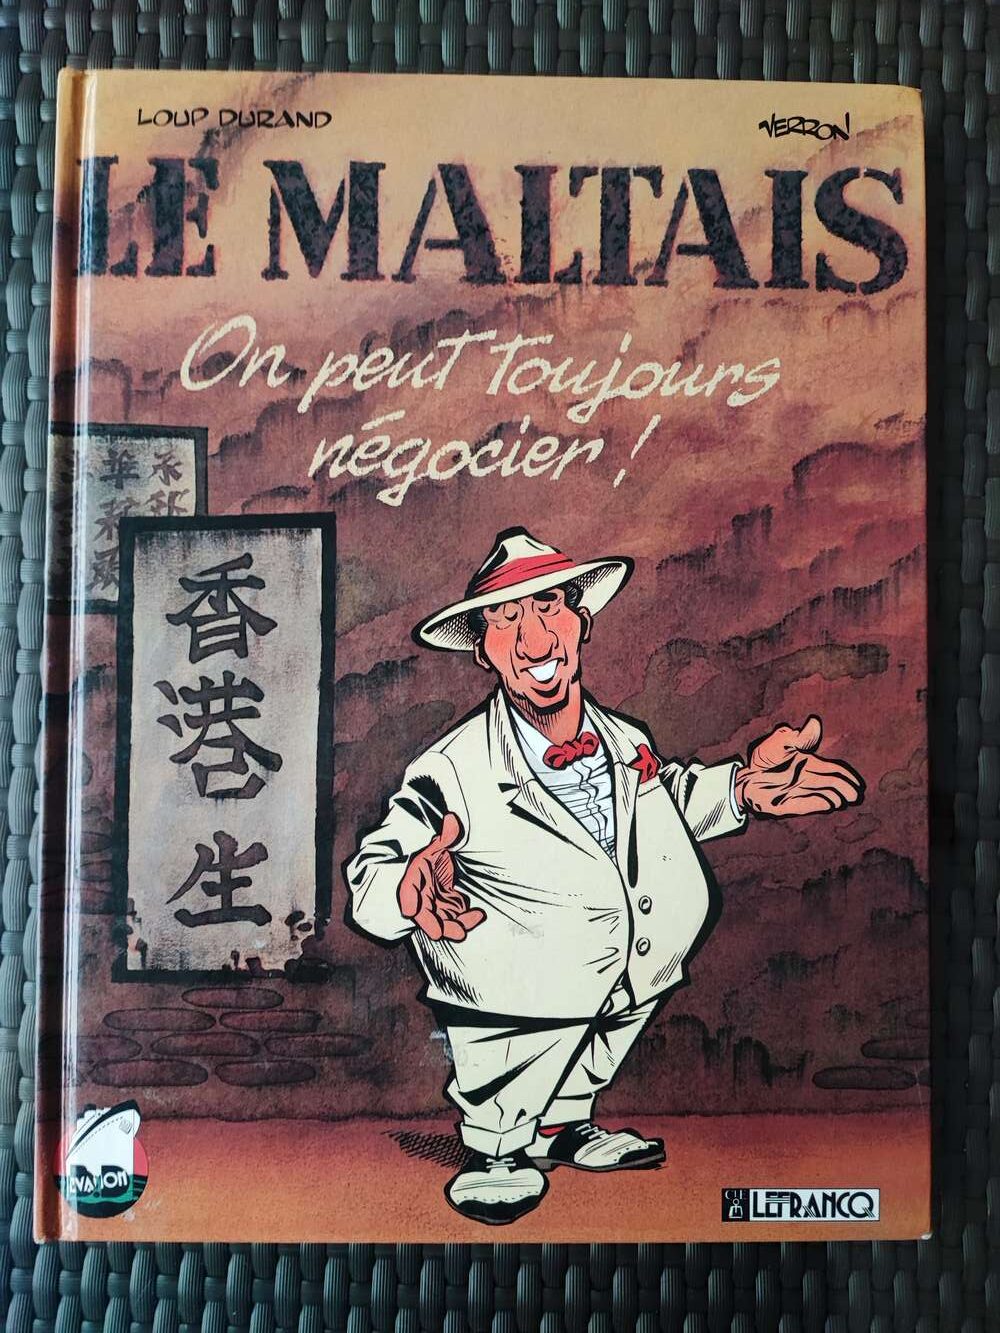 LOUP DURAND
VERRON
LE MALTAIS
On peut toujours
négocier !
香
港
生
LEFRANCQ